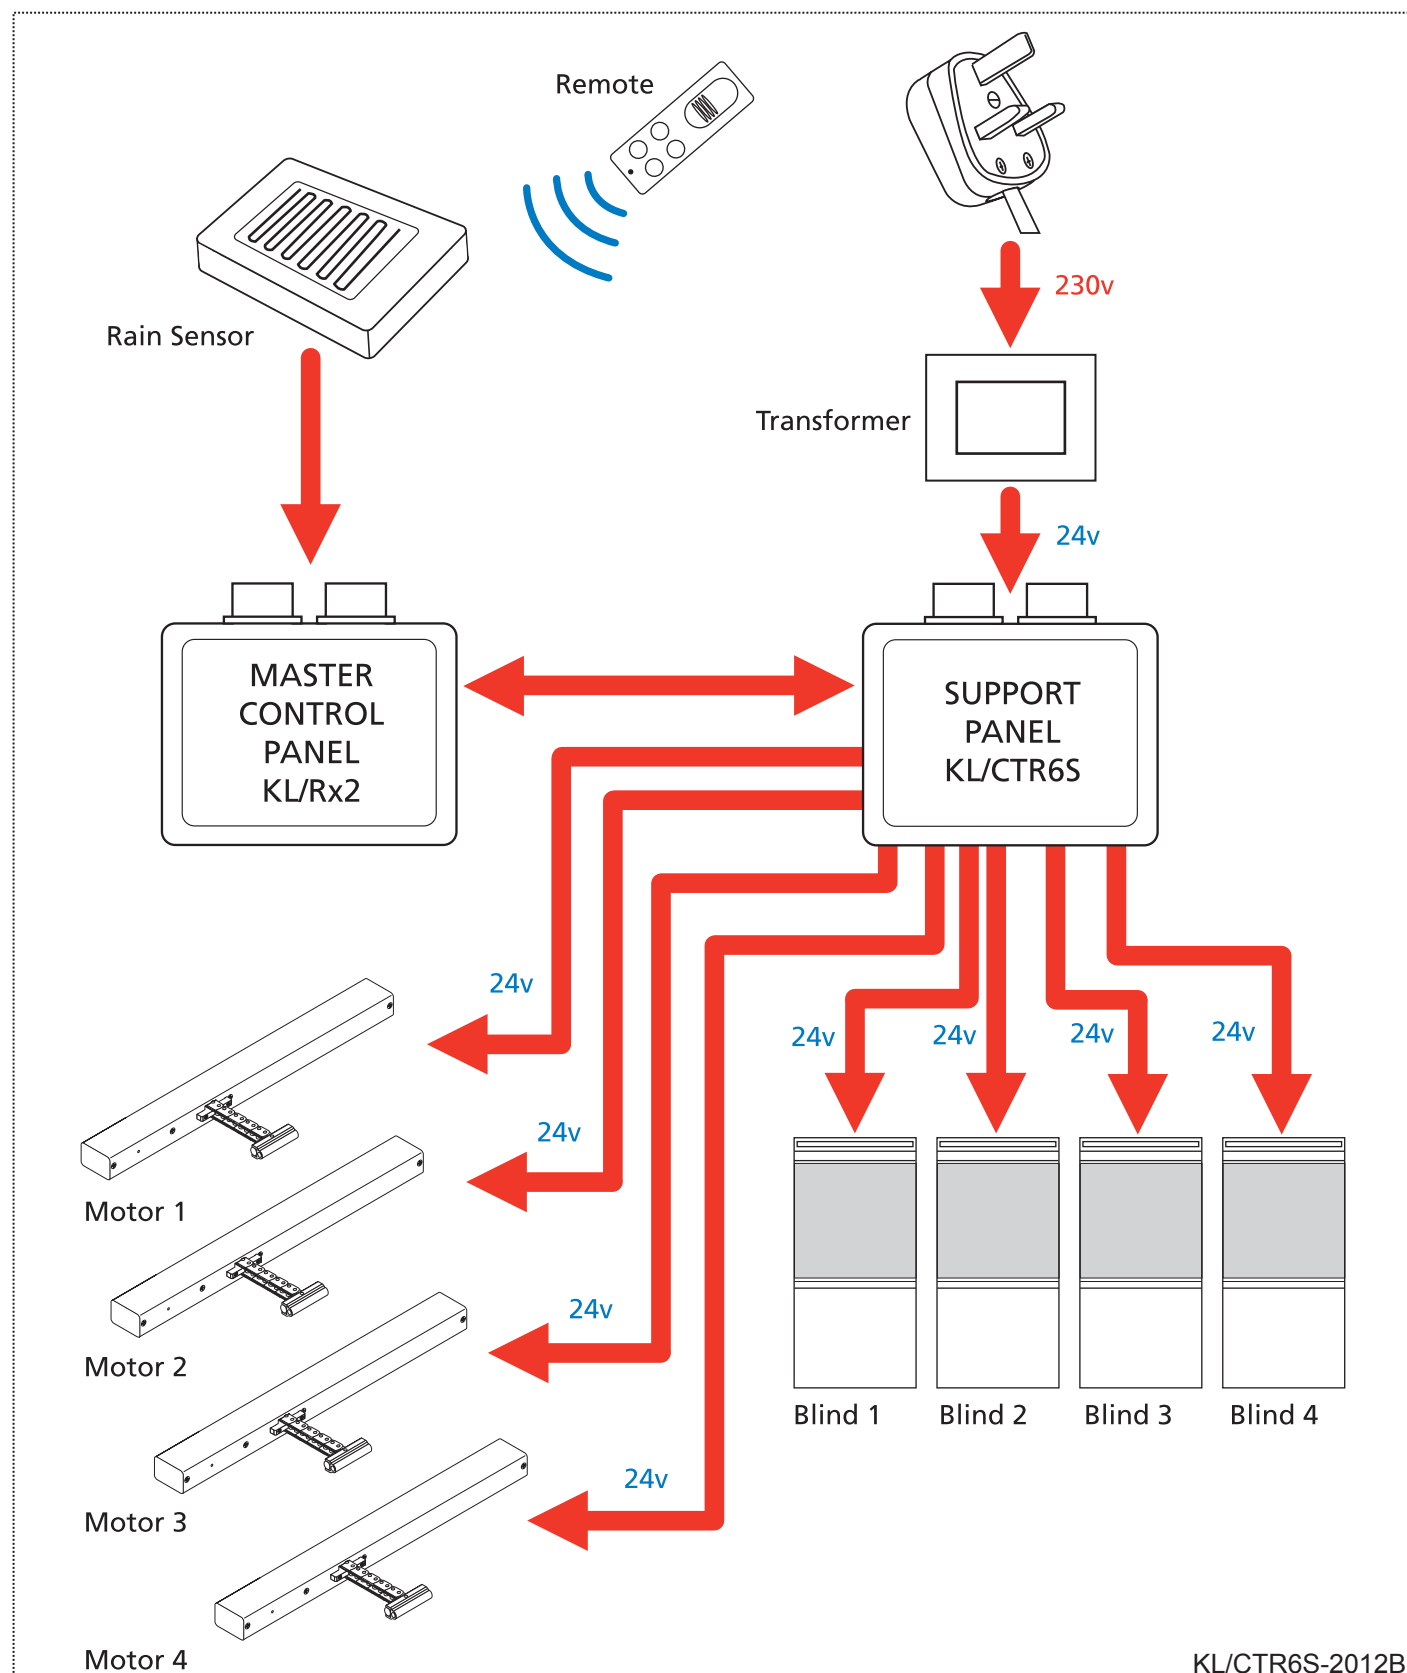 Remote
230v
Rain Sensor
Transformer
24v
MASTER
CONTROL
PANEL
KL/Rx2
SUPPORT
PANEL
KL/CTR6S
24v
24v
24v
24v
24v
24v
24v
24v
Motor 1
Motor 2
Motor 3
Motor 4
Blind 1
Blind 2
Blind 3
Blind 4
KL/CTR6S-2012B